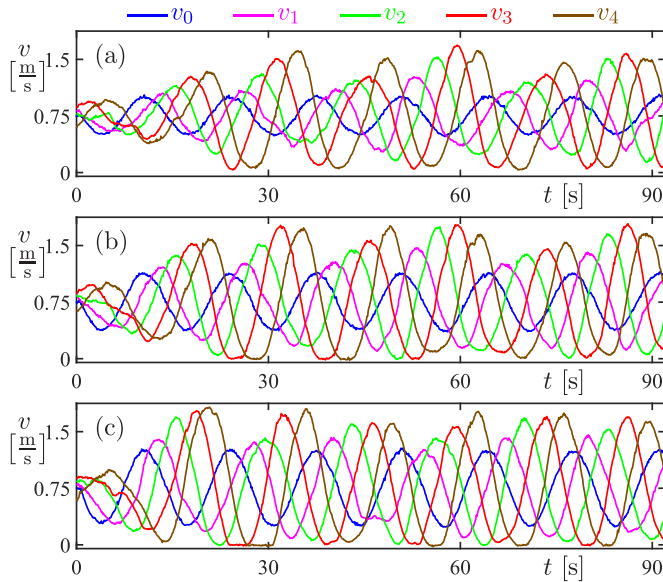 v₀ v₁ v₂ v₃ v₄
v [m/s]
1.5
0.75
0
(a)
0 30 60 t [s] 90
v [m/s]
1.5
0.75
0
(b)
0 30 60 t [s] 90
v [m/s]
1.5
0.75
0
(c)
0 30 60 t [s] 90